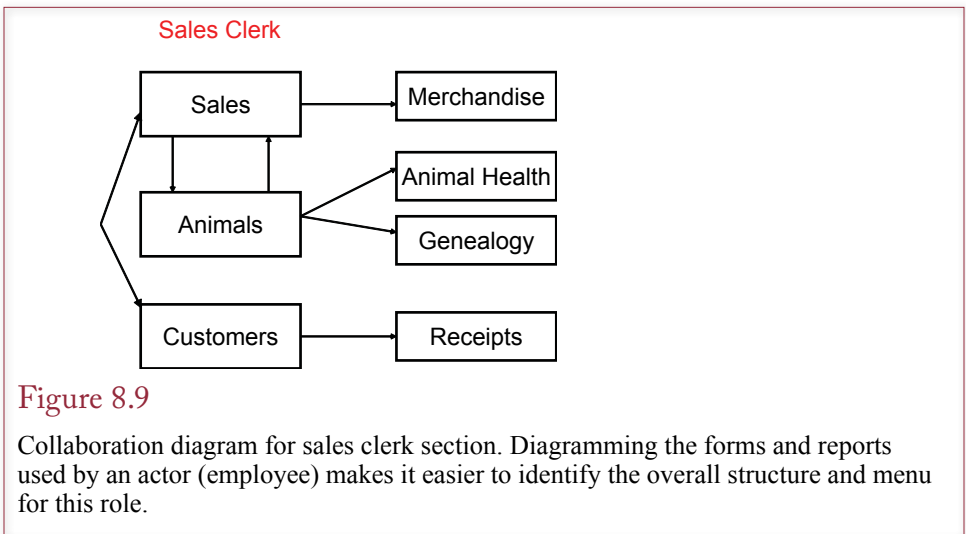 Sales Clerk
Sales
Merchandise
Animal Health
Animals
Genealogy
Customers
Receipts
Figure 8.9
Collaboration diagram for sales clerk section. Diagramming the forms and reports
used by an actor (employee) makes it easier to identify the overall structure and menu
for this role.